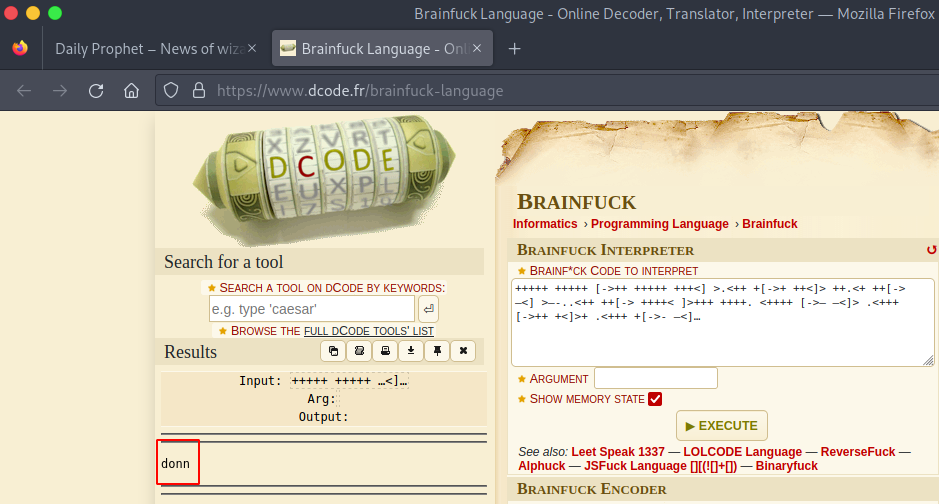 Brainfuck Language - Online Decoder, Translator, Interpreter — Mozilla Firefox
Daily Prophet – News of wiza
Brainfuck Language - Onl
https://www.dcode.fr/brainfuck-language
DCODE
Search for a tool
★ Search a tool on dCode by keywords:
e.g. type 'caesar'
★ Browse the full dCode tools' list
Results
Input: +++++ +++++ …<]…
Arg:
Output:
donn
Brainfuck
Informatics › Programming Language › Brainfuck
Brainfuck Interpreter
★ Brainf*ck Code to interpret
+++++ +++++ [->++ +++++ +++<] >.<++ +[->+ ++<]> ++.<+ ++[->
—<] >—-..<++ ++[-> ++++< ]>+++ ++++. <++++ [->— —<]> .<+++
[->++ +<]>+ .<+++ +[->- —<]…
★ Argument
★ Show memory state
▶ EXECUTE
See also: Leet Speak 1337 — LOLCODE Language — ReverseFuck —
Alphuck — JSFuck Language [][(![]+[]) — Binaryfuck
Brainfuck Encoder